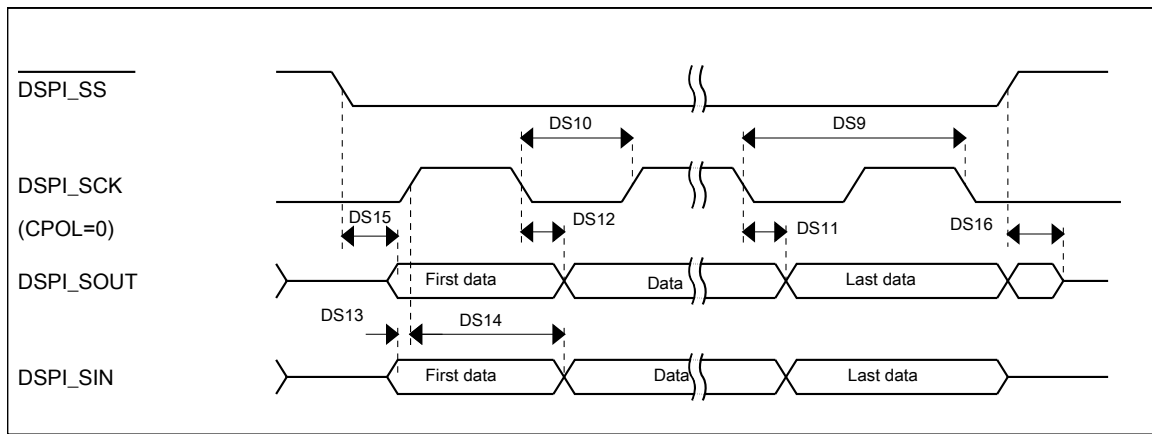 DSPI_SS
DS10
DS9
DSPI_SCK
(CPOL=0)
DS15
DS12
DS11
DS16
DSPI_SOUT
First data
Data
Last data
DS13
DS14
DSPI_SIN
First data
Data
Last data